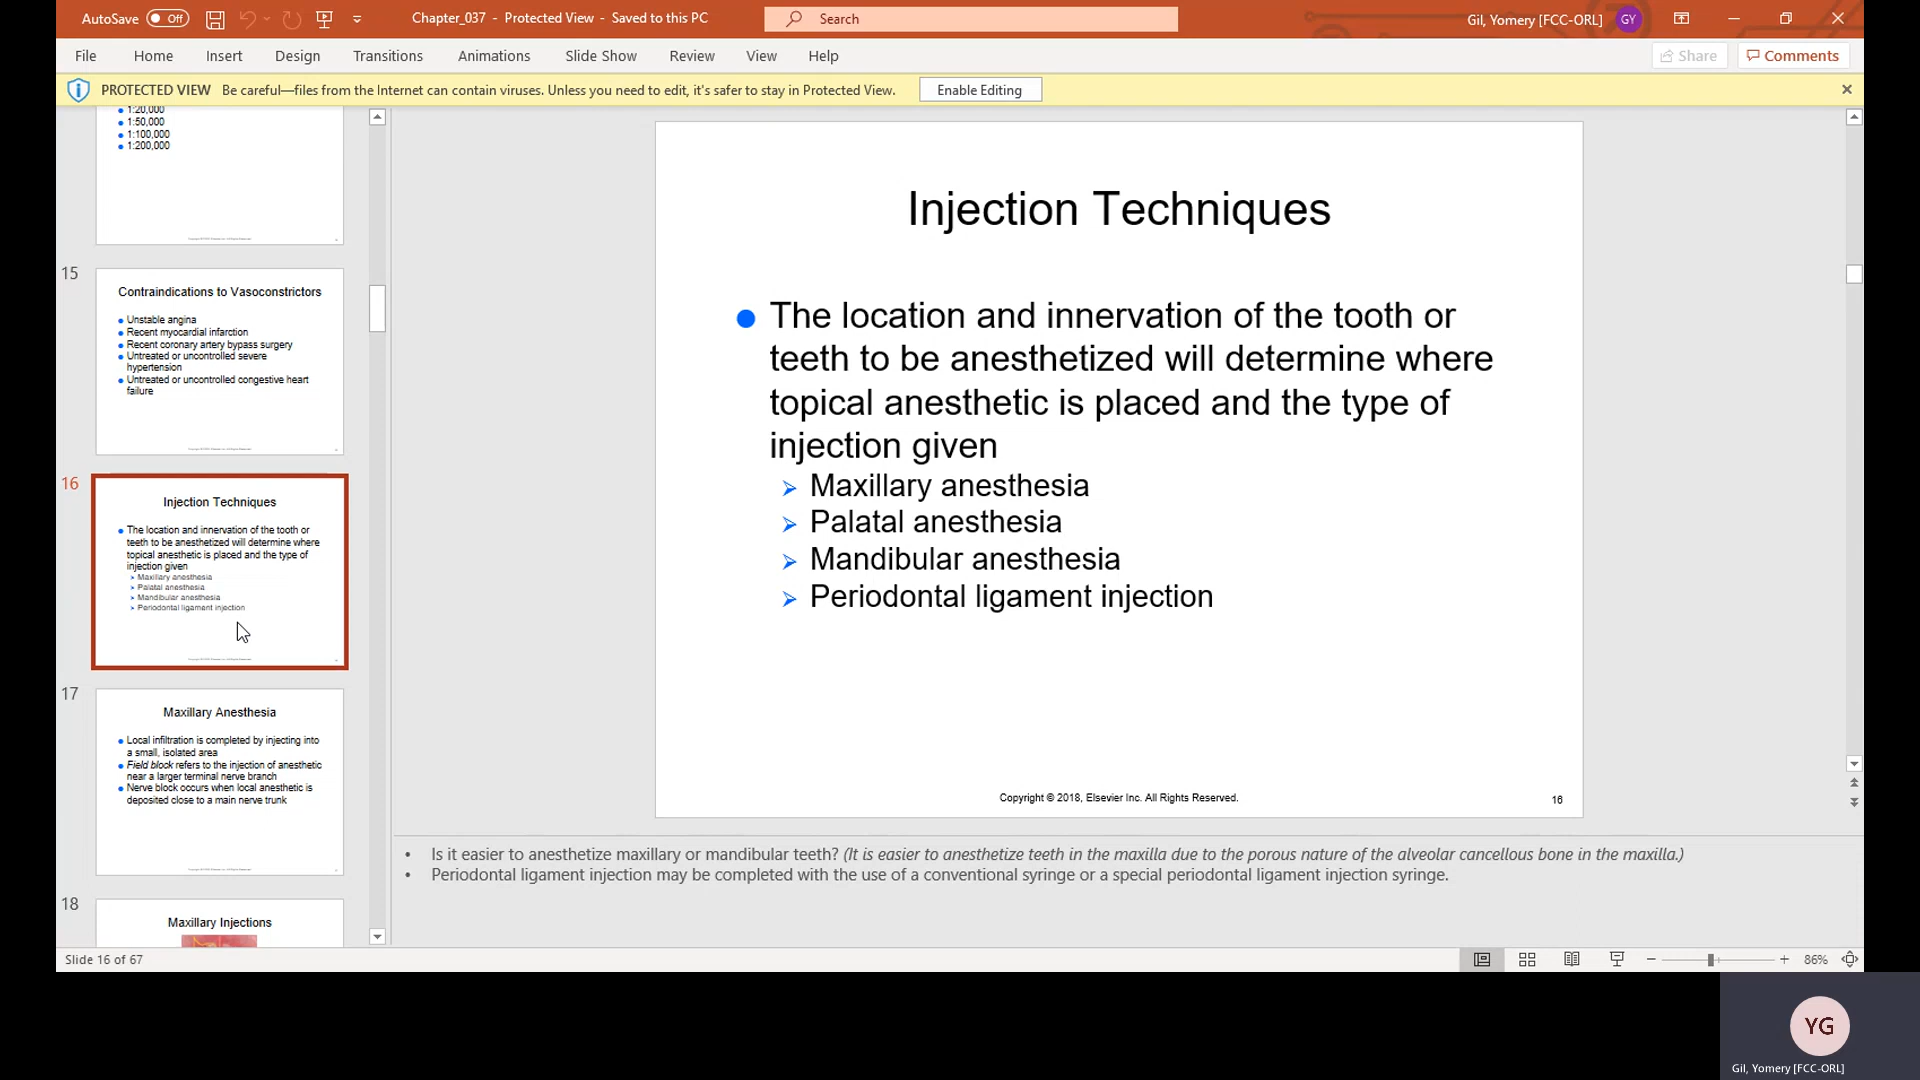 AutoSave Off Chapter_037 - Protected View - Saved to this PC Search Gil, Yomery [FCC-ORL] GY
File Home Insert Design Transitions Animations Slide Show Review View Help Share Comments
PROTECTED VIEW Be careful—files from the Internet can contain viruses. Unless you need to edit, it's safer to stay in Protected View. Enable Editing
1:20,000
1:50,000
1:100,000
1:200,000
15
Contraindications to Vasoconstrictors
Unstable angina
Recent myocardial infarction
Recent coronary artery bypass surgery
Untreated or uncontrolled severe
hypertension
Untreated or uncontrolled congestive heart
failure
16
Injection Techniques
The location and innervation of the tooth or
teeth to be anesthetized will determine where
topical anesthetic is placed and the type of
injection given
Maxillary anesthesia
Palatal anesthesia
Mandibular anesthesia
Periodontal ligament injection
17
Maxillary Anesthesia
Local infiltration is completed by injecting into
a small, isolated area
Field block refers to the injection of anesthetic
near a larger terminal nerve branch
Nerve block occurs when local anesthetic is
deposited close to a main nerve trunk
18
Maxillary Injections
Injection Techniques
The location and innervation of the tooth or
teeth to be anesthetized will determine where
topical anesthetic is placed and the type of
injection given
Maxillary anesthesia
Palatal anesthesia
Mandibular anesthesia
Periodontal ligament injection
Copyright © 2018, Elsevier Inc. All Rights Reserved. 16
• Is it easier to anesthetize maxillary or mandibular teeth? (It is easier to anesthetize teeth in the maxilla due to the porous nature of the alveolar cancellous bone in the maxilla.)
• Periodontal ligament injection may be completed with the use of a conventional syringe or a special periodontal ligament injection syringe.
Slide 16 of 67 86%
YG
Gil, Yomery [FCC-ORL]